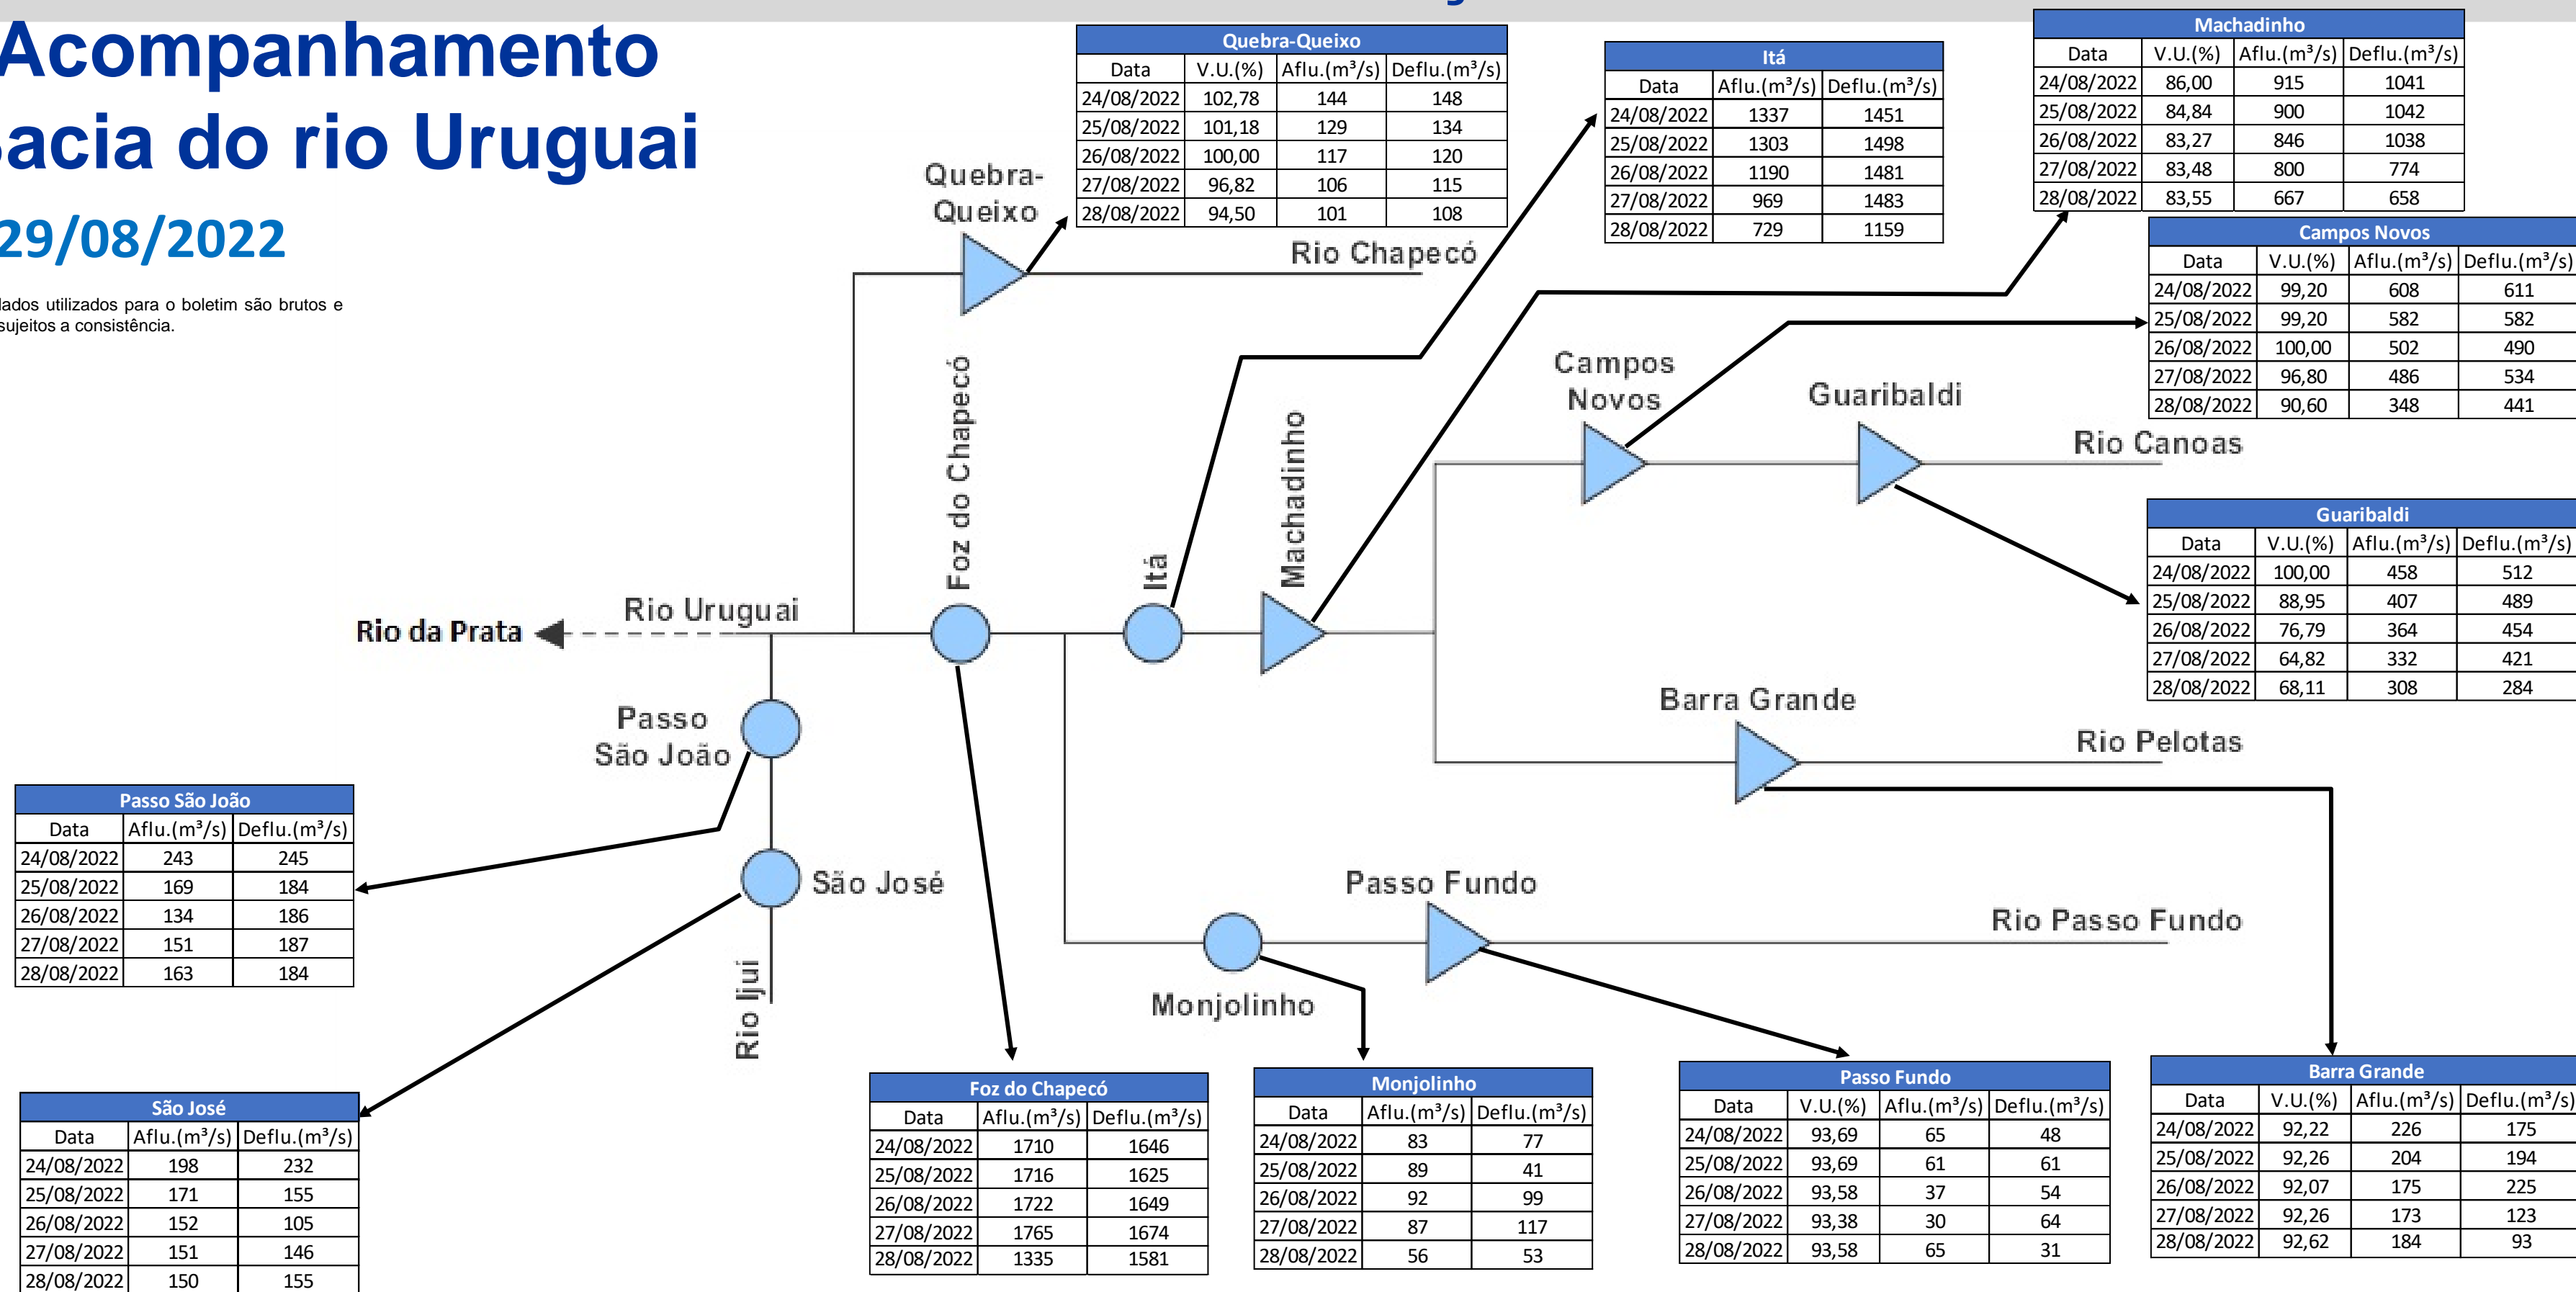 Acompanhamento
acia do rio Uruguai
29/08/2022
dados utilizados para o boletim são brutos e
sujeitos a consistência.
Quebra-Queixo
Data V.U.(%) Aflu.(m³/s) Deflu.(m³/s)
24/08/2022 102,78 144 148
25/08/2022 101,18 129 134
26/08/2022 100,00 117 120
27/08/2022 96,82 106 115
28/08/2022 94,50 101 108
Itá
Data Aflu.(m³/s) Deflu.(m³/s)
24/08/2022 1337 1451
25/08/2022 1303 1498
26/08/2022 1190 1481
27/08/2022 969 1483
28/08/2022 729 1159
Machadinho
Data V.U.(%) Aflu.(m³/s) Deflu.(m³/s)
24/08/2022 86,00 915 1041
25/08/2022 84,84 900 1042
26/08/2022 83,27 846 1038
27/08/2022 83,48 800 774
28/08/2022 83,55 667 658
Campos Novos
Data V.U.(%) Aflu.(m³/s) Deflu.(m³/s)
24/08/2022 99,20 608 611
25/08/2022 99,20 582 582
26/08/2022 100,00 502 490
27/08/2022 96,80 486 534
28/08/2022 90,60 348 441
Quebra-
Queixo
Rio Chapecó
Foz do Chapecó
Itá
Machadinho
Campos
Novos
Guaribaldi
Rio Canoas
Guaribaldi
Data V.U.(%) Aflu.(m³/s) Deflu.(m³/s)
24/08/2022 100,00 458 512
25/08/2022 88,95 407 489
26/08/2022 76,79 364 454
27/08/2022 64,82 332 421
28/08/2022 68,11 308 284
Rio da Prata
Rio Uruguai
Passo
São João
Barra Grande
Rio Pelotas
São José
Rio Ijui
Passo Fundo
Rio Passo Fundo
Monjolinho
Passo São João
Data Aflu.(m³/s) Deflu.(m³/s)
24/08/2022 243 245
25/08/2022 169 184
26/08/2022 134 186
27/08/2022 151 187
28/08/2022 163 184
São José
Data Aflu.(m³/s) Deflu.(m³/s)
24/08/2022 198 232
25/08/2022 171 155
26/08/2022 152 105
27/08/2022 151 146
28/08/2022 150 155
Foz do Chapecó
Data Aflu.(m³/s) Deflu.(m³/s)
24/08/2022 1710 1646
25/08/2022 1716 1625
26/08/2022 1722 1649
27/08/2022 1765 1674
28/08/2022 1335 1581
Monjolinho
Data Aflu.(m³/s) Deflu.(m³/s)
24/08/2022 83 77
25/08/2022 89 41
26/08/2022 92 99
27/08/2022 87 117
28/08/2022 56 53
Passo Fundo
Data V.U.(%) Aflu.(m³/s) Deflu.(m³/s)
24/08/2022 93,69 65 48
25/08/2022 93,69 61 61
26/08/2022 93,58 37 54
27/08/2022 93,38 30 64
28/08/2022 93,58 65 31
Barra Grande
Data V.U.(%) Aflu.(m³/s) Deflu.(m³/s)
24/08/2022 92,22 226 175
25/08/2022 92,26 204 194
26/08/2022 92,07 175 225
27/08/2022 92,26 173 123
28/08/2022 92,62 184 93